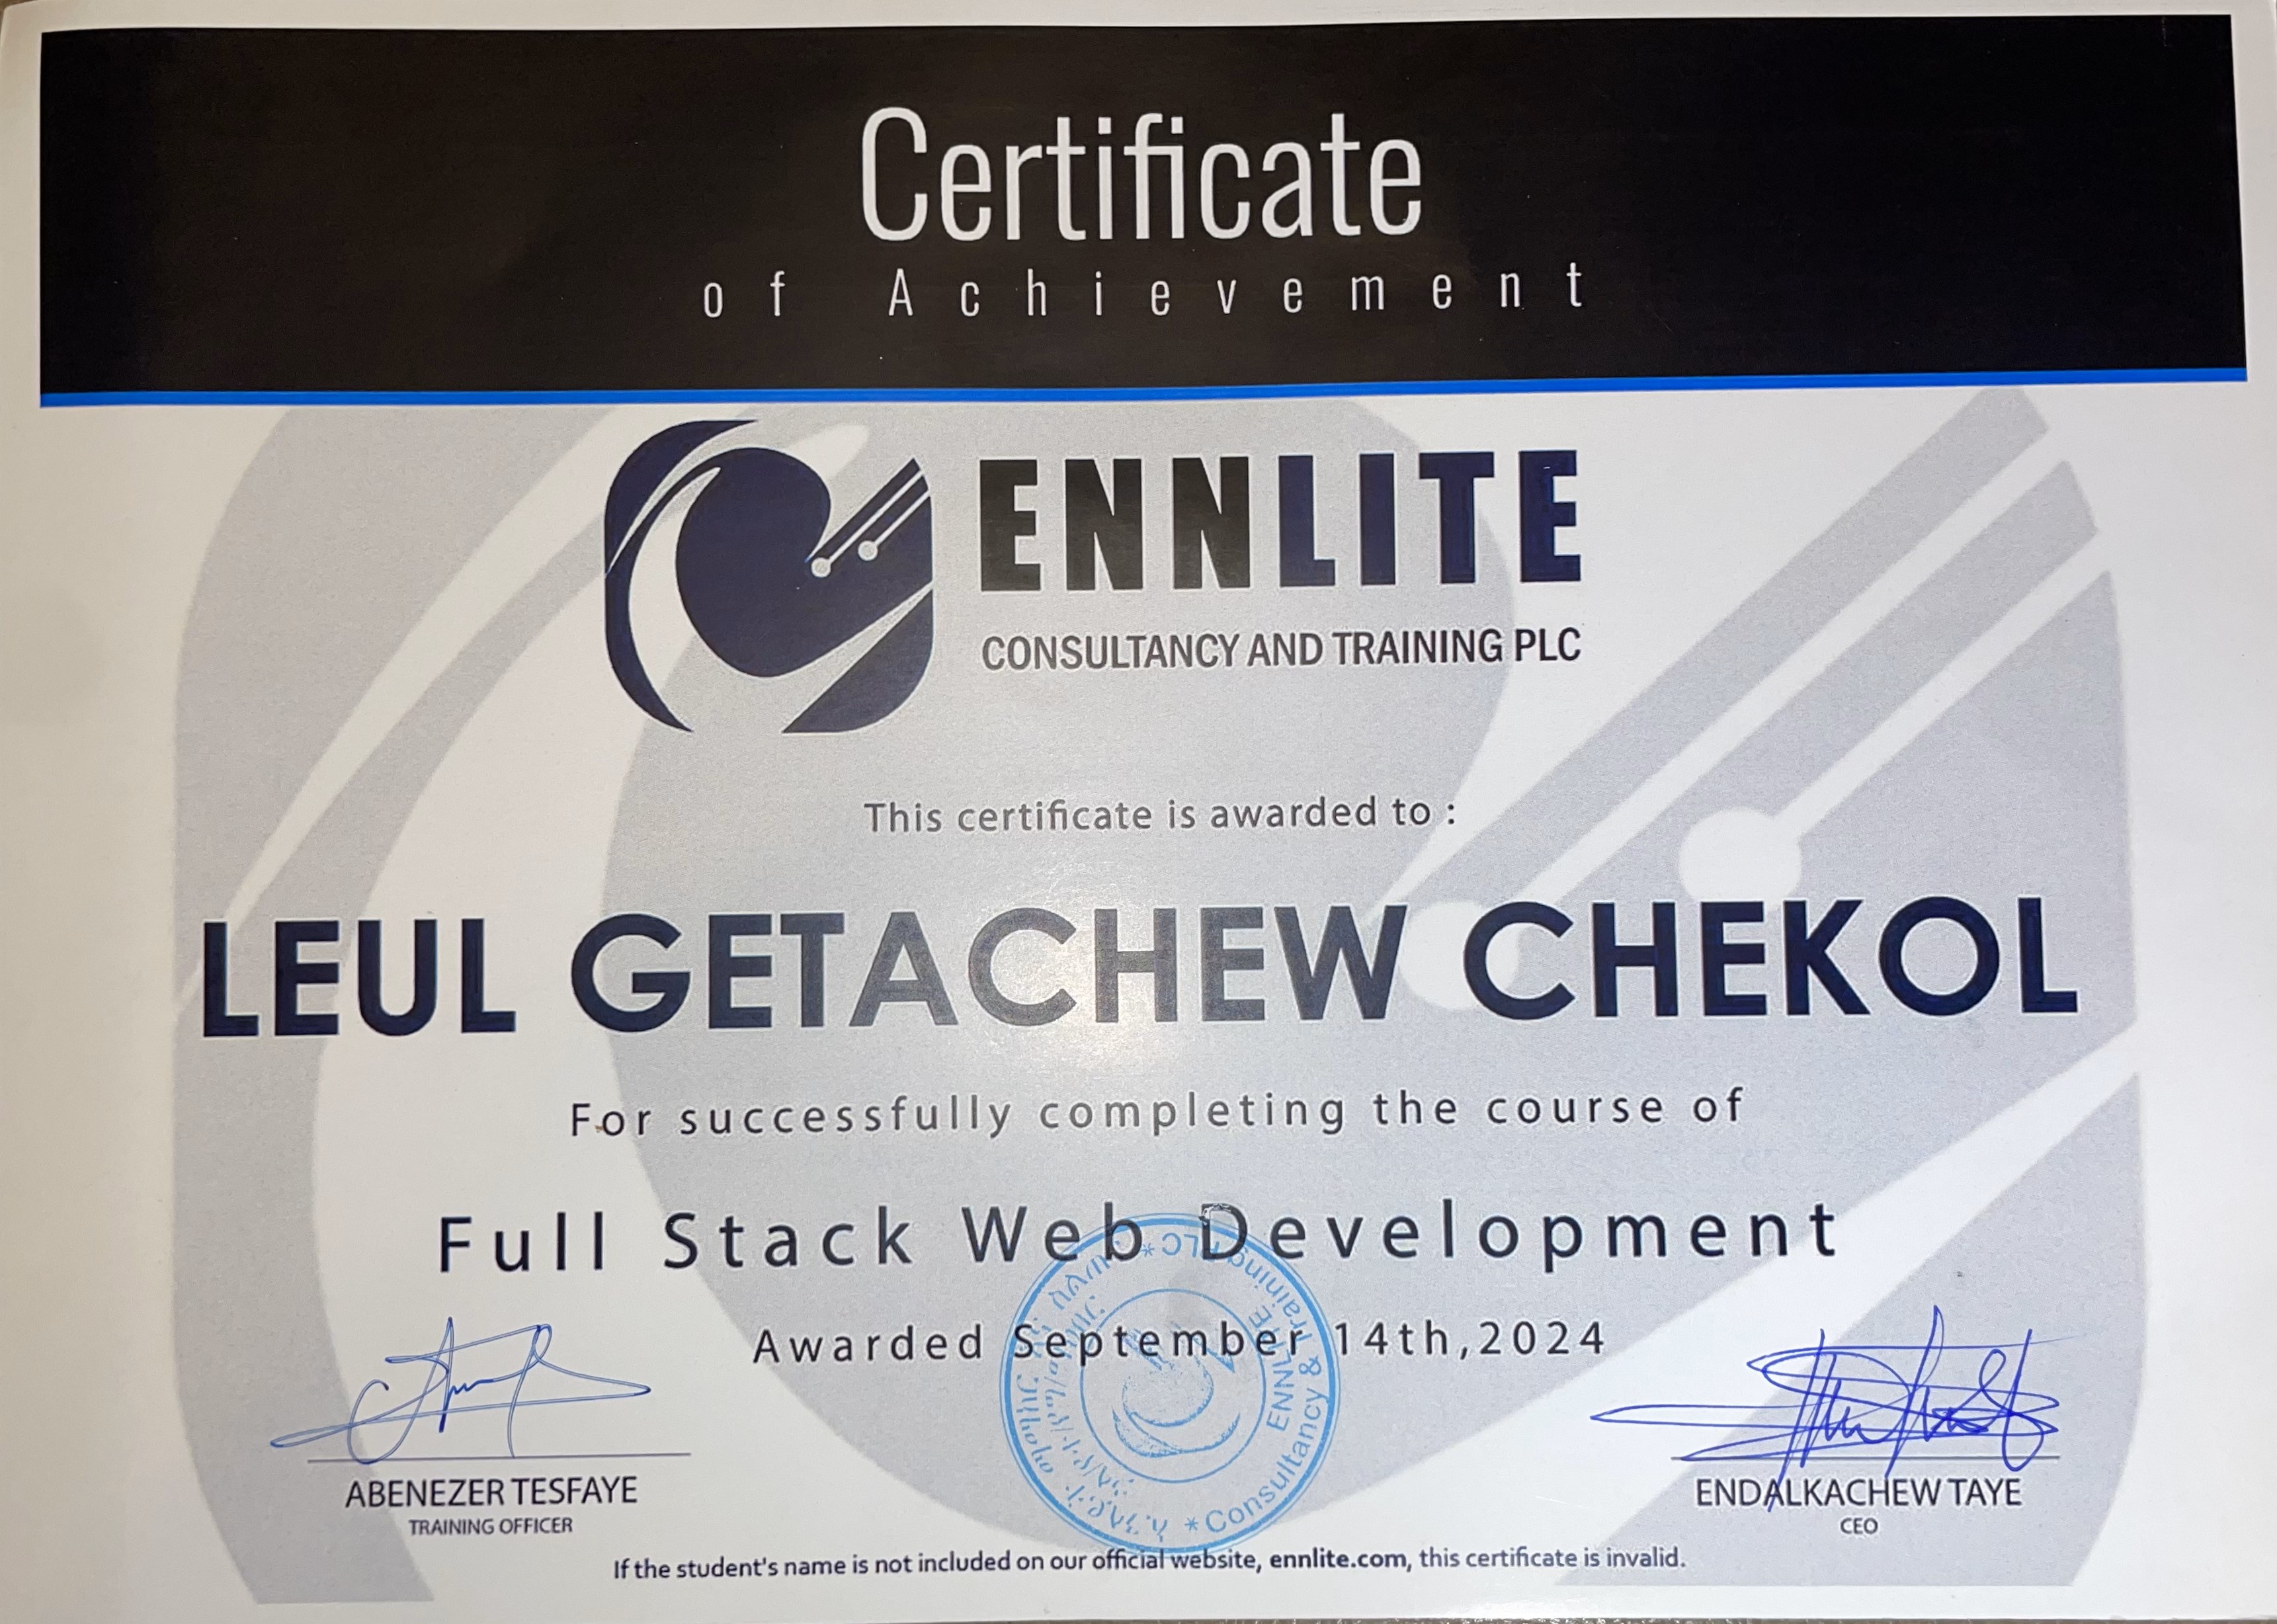 Certificate
of Achievement
ENNLITE
CONSULTANCY AND TRAINING PLC
This certificate is awarded to :
LEUL GETACHEW CHEKOL
For successfully completing the course of
Full Stack Web Development
Awarded September 14th,2024
ENNLITE
Consultancy & Training PLC
ABENEZER TESFAYE
TRAINING OFFICER
ENDALKACHEW TAYE
CEO
If the student's name is not included on our official website, ennlite.com, this certificate is invalid.